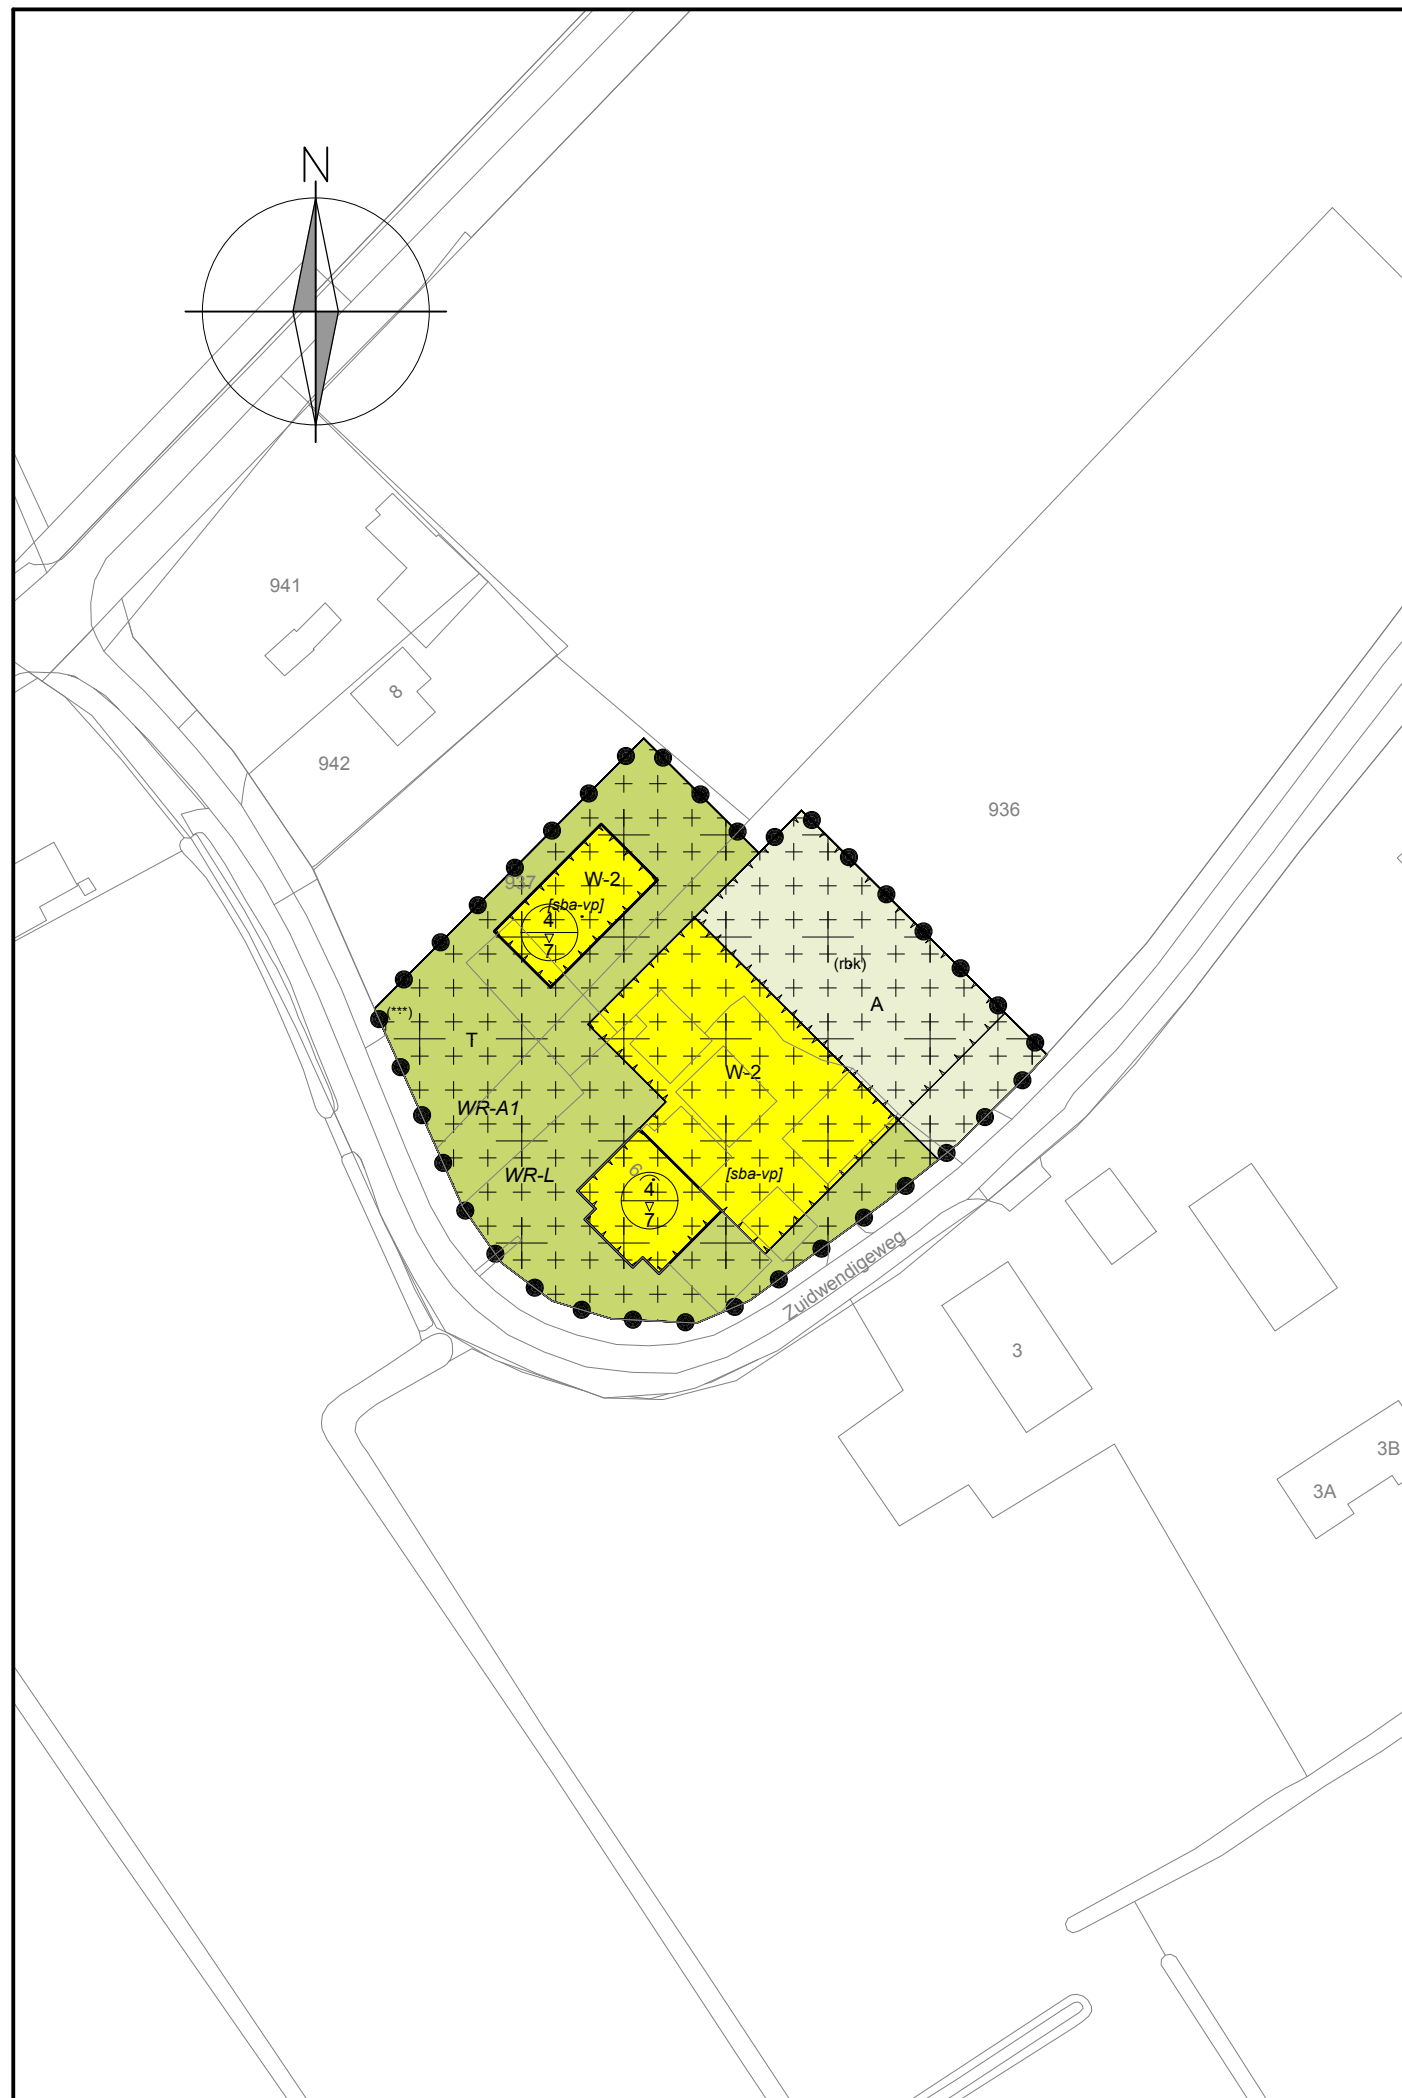 N
941
8
942
936
937
W-2
[sba-vp]
4
7
(rbk)
A
(***)
T
W-2
WR-A1
WR-L
6
[sba-vp]
4
7
Zuidwendigeweg
3
3B
3A